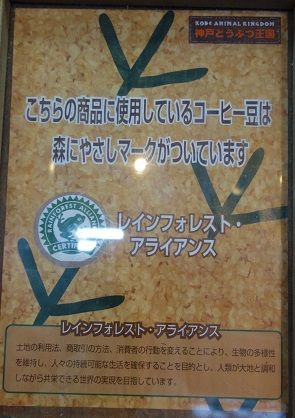 KOBE ANIMAL KINGDOM
神戸どうぶつ王国
こちらの商品に使用しているコーヒー豆は
森にやさしマークがついています
RAINFOREST ALLIANCE
CERTIFIED
レインフォレスト・
アライアンス
レインフォレスト・アライアンス
土地の利用法、商取引の方法、消費者の行動を変えることにより、生物の多様性
を維持し、人々の持続可能な生活を確保することを目的とし、人類が大地と調和
しながら共栄できる世界の実現を目指しています。